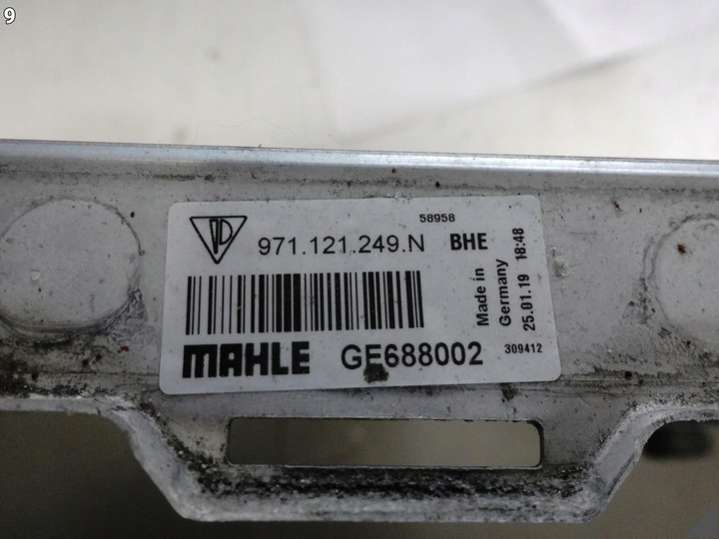 9
58958
971.121.249.N BHE
Made in
Germany
25.01.19 18:48
MAHLE GE688002
309412